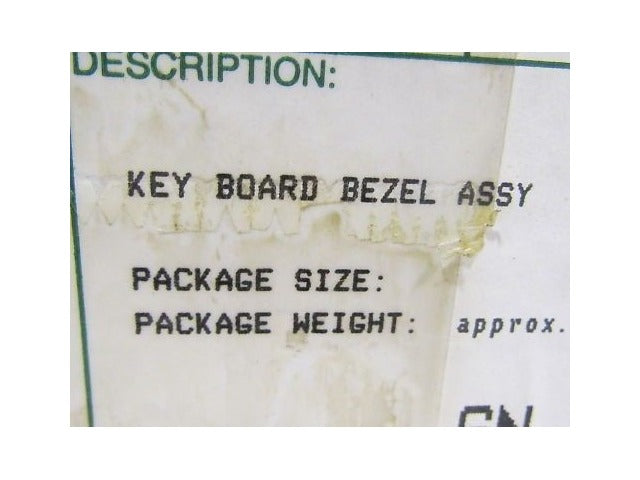 DESCRIPTION:
KEY BOARD BEZEL ASSY
PACKAGE SIZE:
PACKAGE WEIGHT: approx.